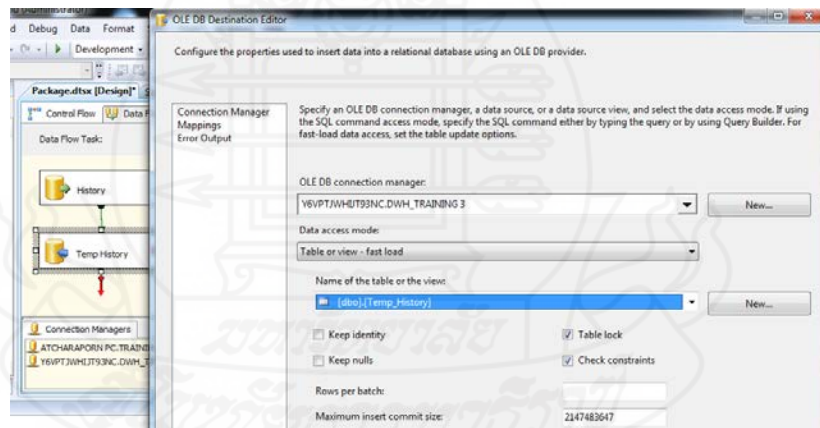 OLE DB Destination Editor
Debug Data Format
Development
Package.dtsx [Design]*
Control Flow
Data Flow Task:
History
Temp History
Connection Managers
Configure the properties used to insert data into a relational database using an OLE DB provider.
Connection Manager
Mappings
Error Output
Specify an OLE DB connection manager, a data source, or a data source view, and select the data access mode. If using
the SQL command access mode, specify the SQL command either by typing the query or by using Query Builder. For
fast-load data access, set the table update options.
OLE DB connection manager:
Y6VPTJWHIJT93NC.DWH_TRAINING 3
New...
Data access mode:
Table or view - fast load
Name of the table or the view:
[dbo].[Temp_History]
New...
Keep identity
Table lock
Keep nulls
Check constraints
Rows per batch:
Maximum insert commit size:
2147483647